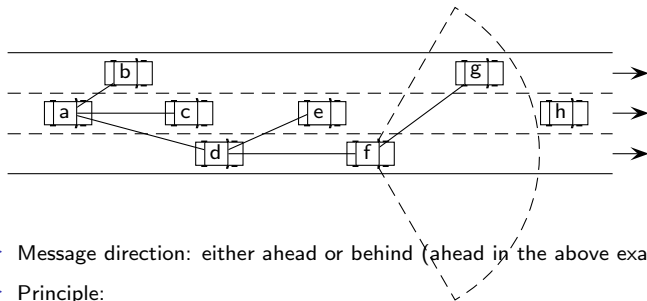 b g
a c e h
d f
Message direction: either ahead or behind (ahead in the above exa
Principle: